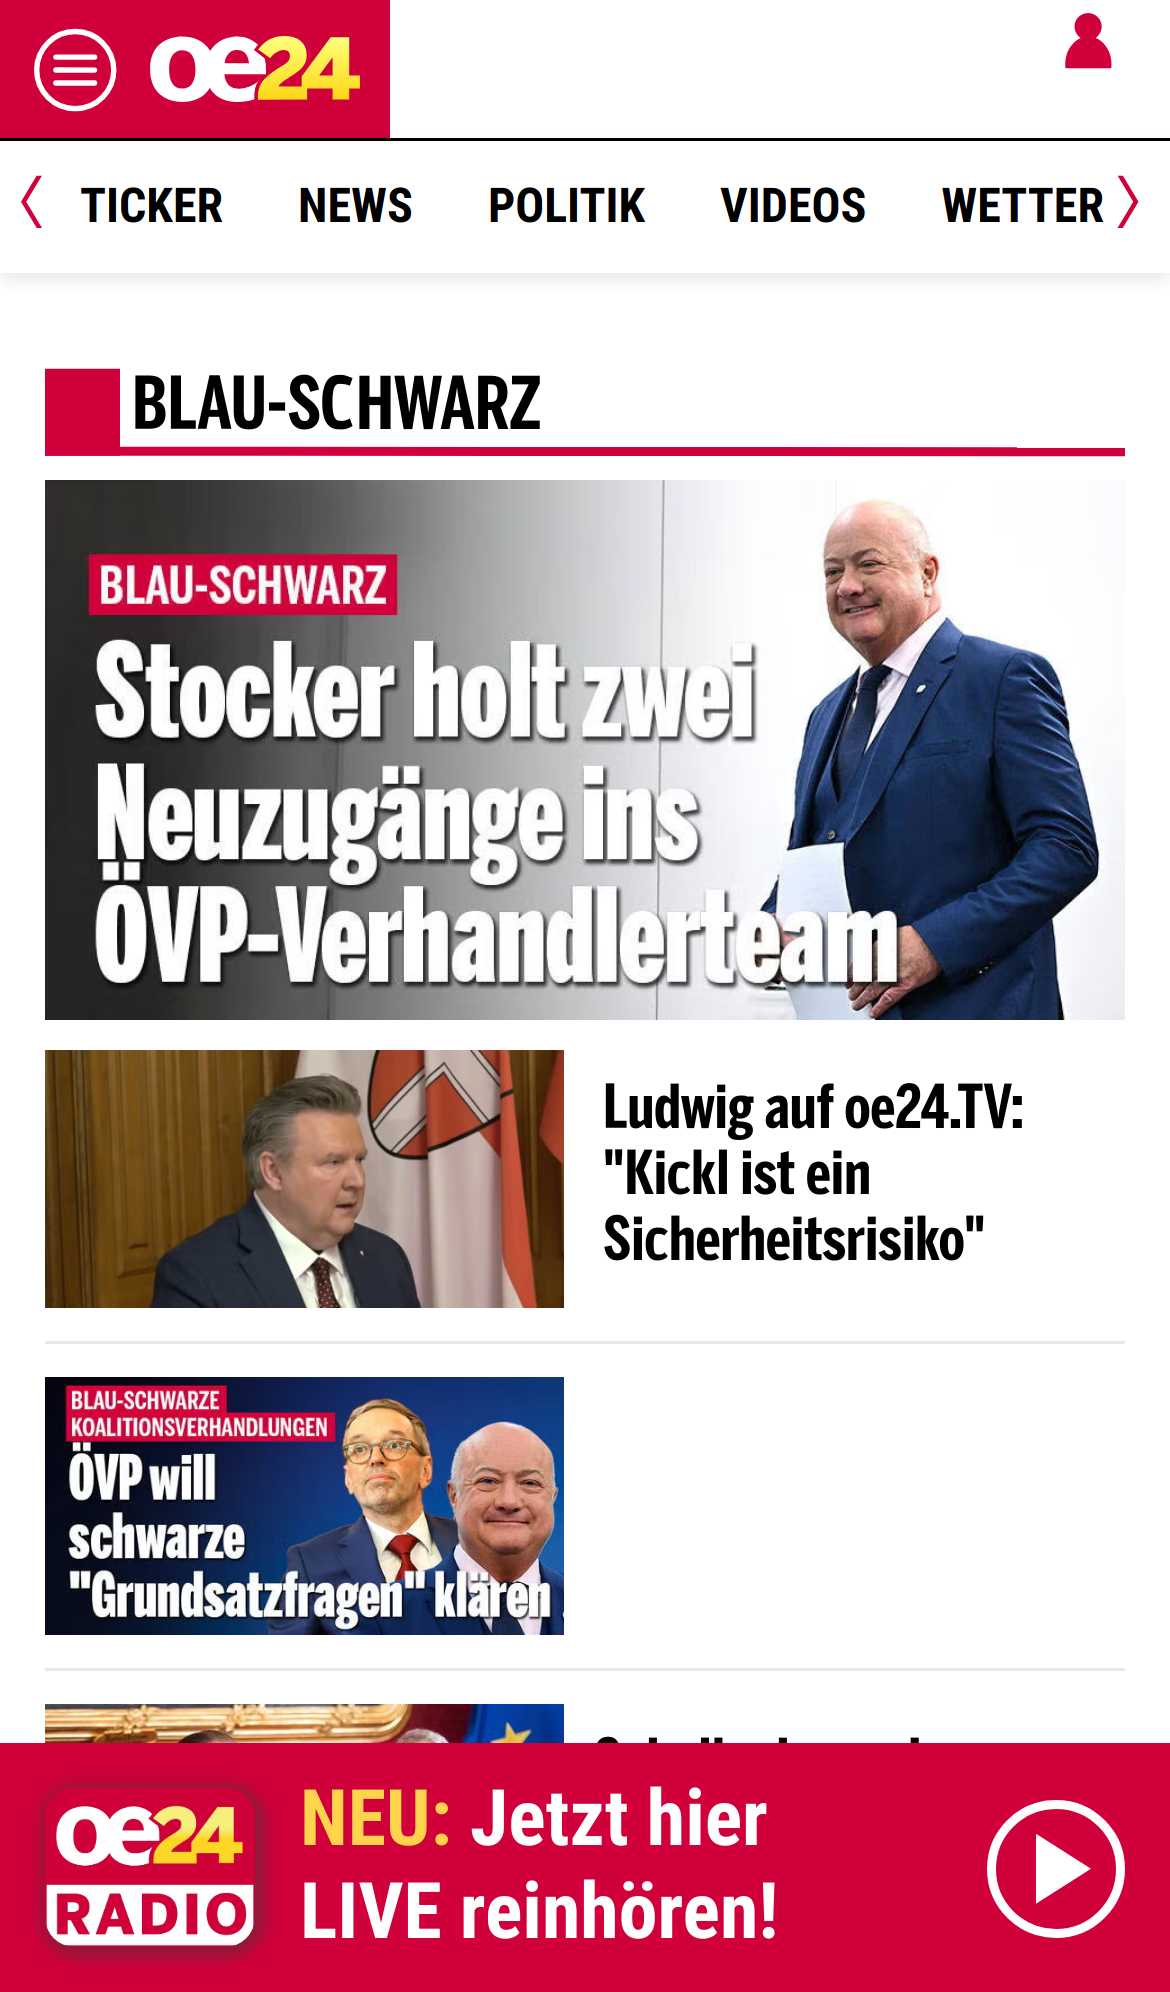 oe24
TICKER NEWS POLITIK VIDEOS WETTER
BLAU-SCHWARZ
BLAU-SCHWARZ
Stocker holt zwei
Neuzugänge ins
ÖVP-Verhandlerteam
Ludwig auf oe24.TV:
"Kickl ist ein
Sicherheitsrisiko"
BLAU-SCHWARZE
KOALITIONSVERHANDLUNGEN
ÖVP will
schwarze
"Grundsatzfragen" klären
oe24
RADIO
NEU: Jetzt hier
LIVE reinhören!